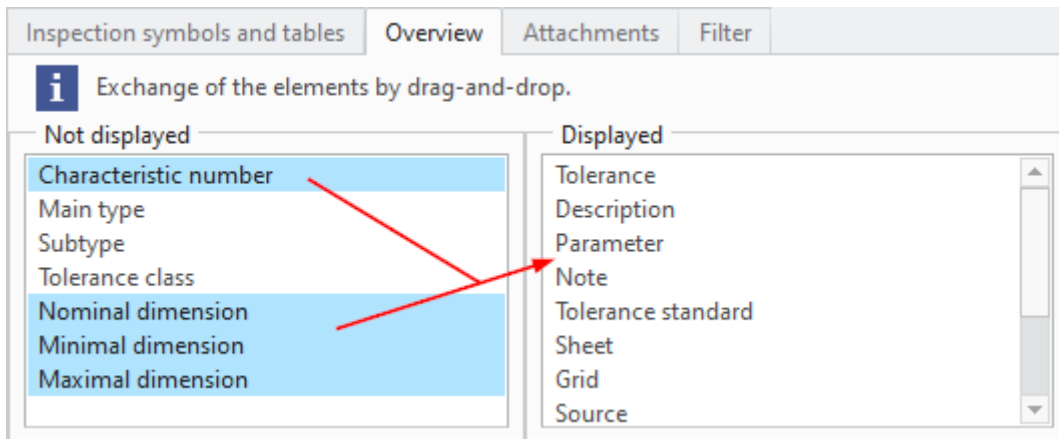 Inspection symbols and tables Overview Attachments Filter
i Exchange of the elements by drag-and-drop.
Not displayed
Characteristic number
Main type
Subtype
Tolerance class
Nominal dimension
Minimal dimension
Maximal dimension
Displayed
Tolerance
Description
Parameter
Note
Tolerance standard
Sheet
Grid
Source